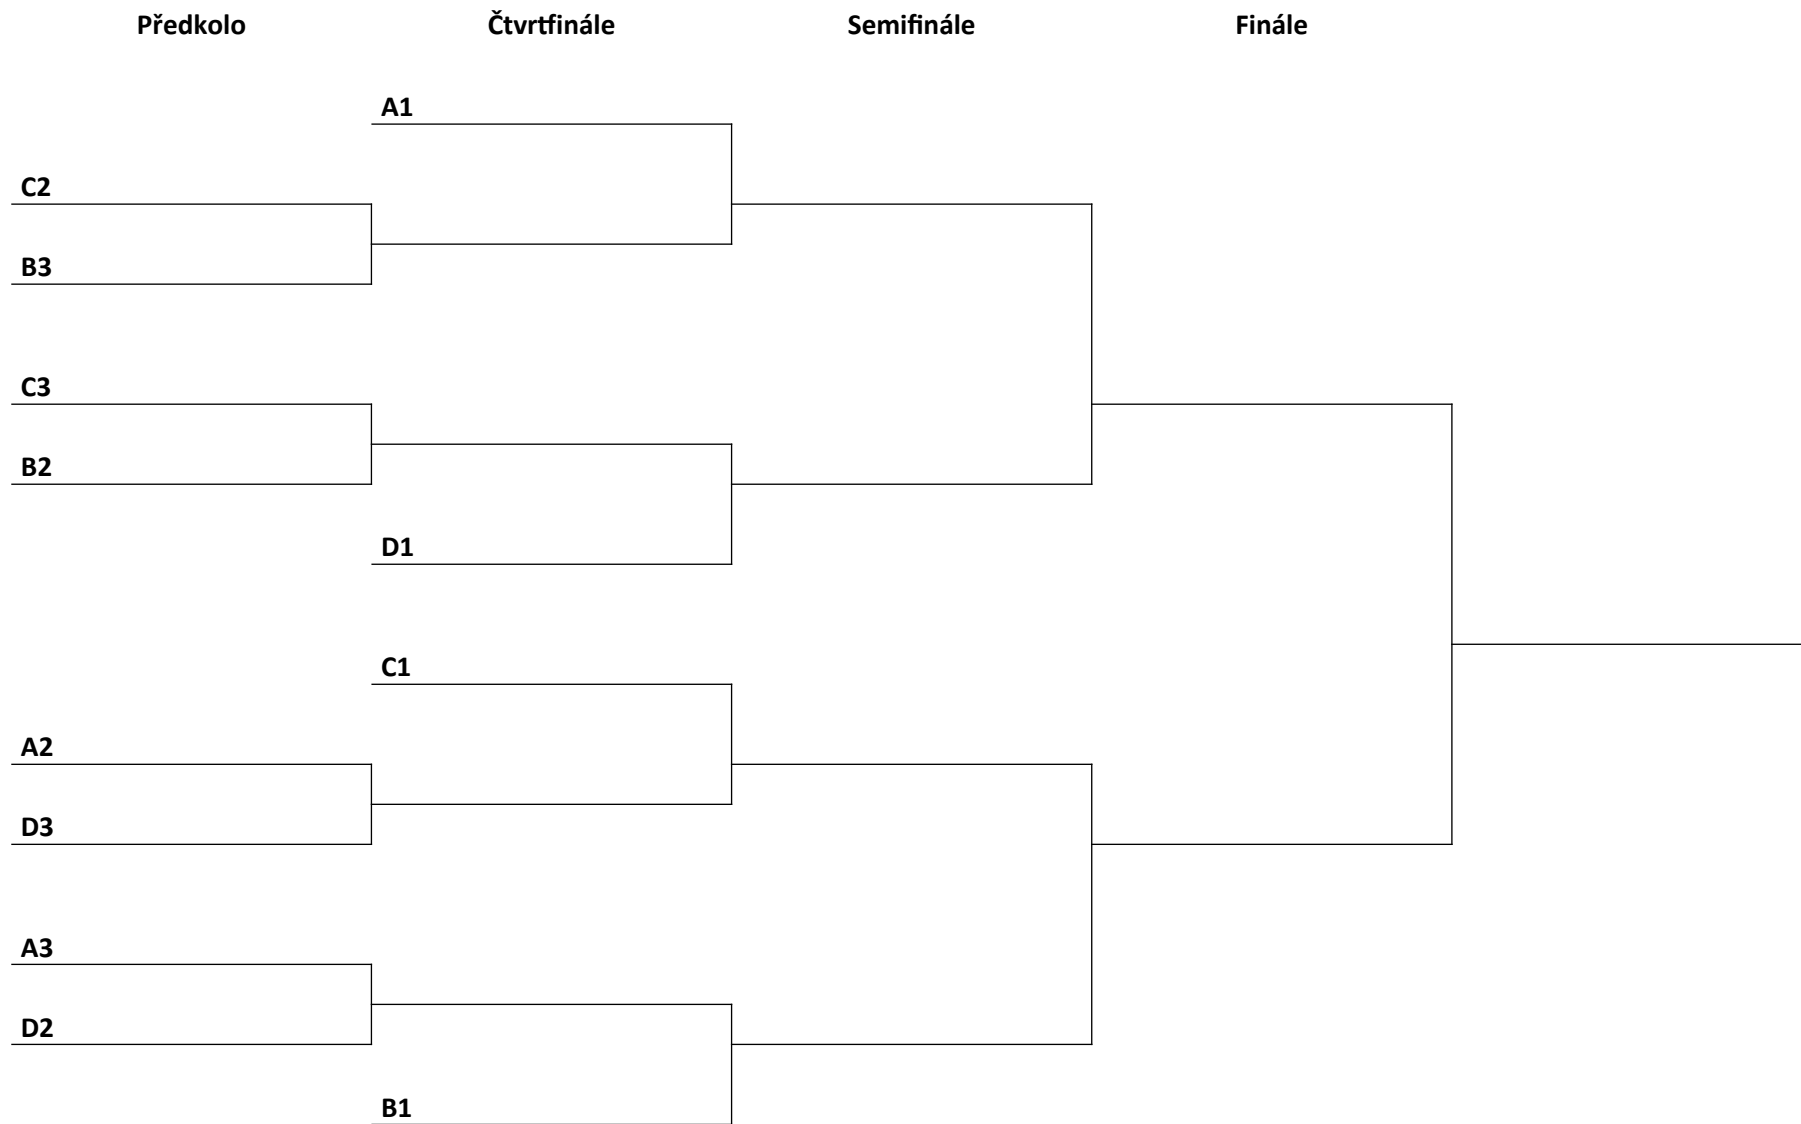 Předkolo Čtvrtfinále Semifinále Finále
A1
C2
B3
C3
B2
D1
C1
A2
D3
A3
D2
B1